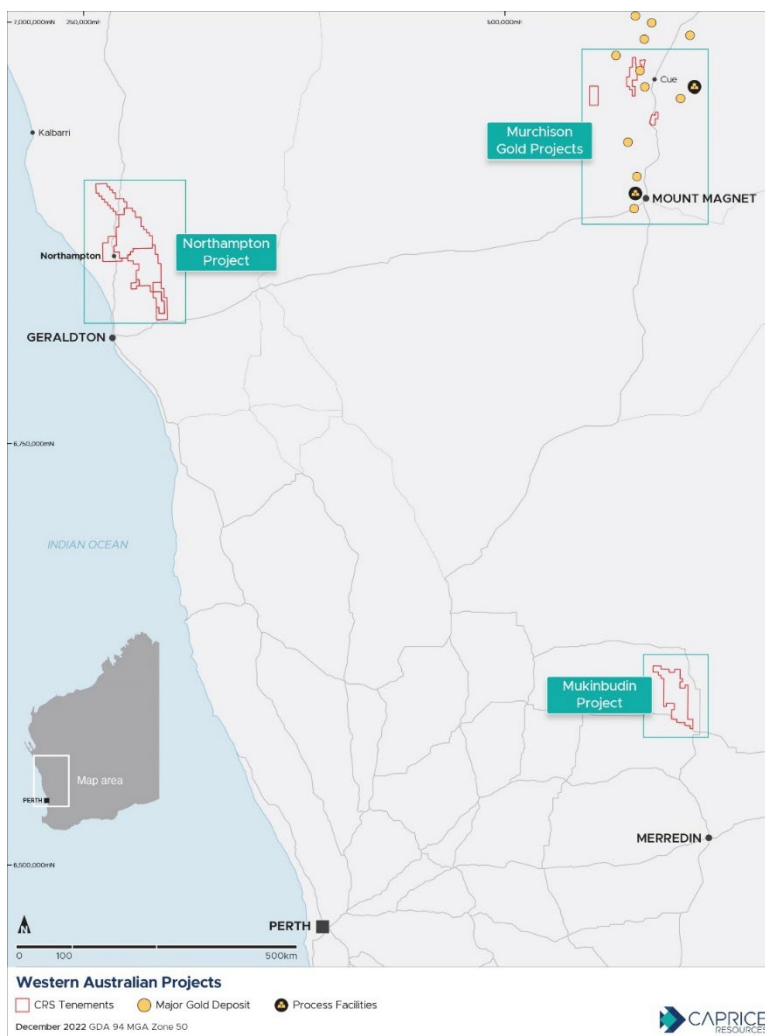 7,000,000mN
250,000mE
500,000mE
Cue
Kalbarri
Murchison
Gold Projects
MOUNT MAGNET
Northampton
Project
Northampton
GERALDTON
6,750,000mN
INDIAN OCEAN
Mukinbudin
Project
Map area
PERTH
MERREDIN
6,500,000mN
PERTH
N
0 100 500km
Western Australian Projects
CRS Tenements Major Gold Deposit Process Facilities
December 2022 GDA 94 MGA Zone 50
CAPRICE
RESOURCES